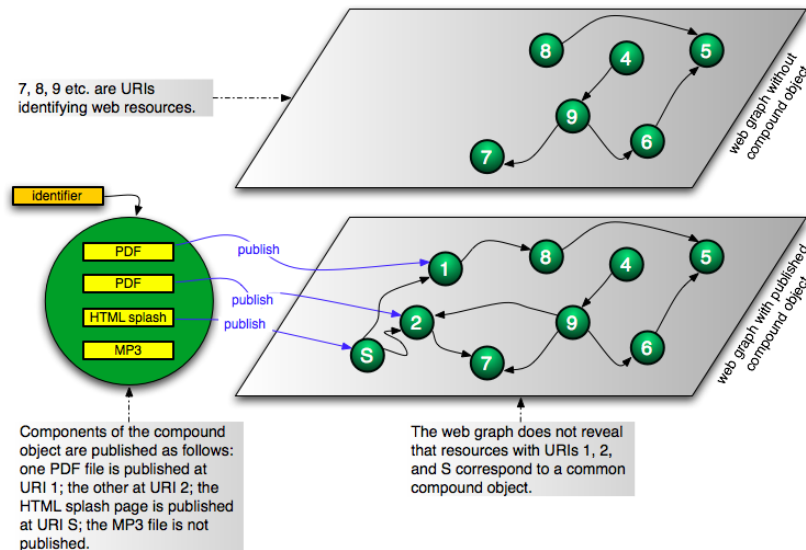 8
4
5
7, 8, 9 etc. are URIs
identifying web resources.
9
6
7
web graph without
compound object
identifier
PDF
PDF
HTML splash
MP3
publish
publish
publish
1
8
4
5
2
9
S
7
6
web graph with published
compound object
Components of the compound
object are published as follows:
one PDF file is published at
URI 1; the other at URI 2; the
HTML splash page is published
at URI S; the MP3 file is not
published.
The web graph does not reveal
that resources with URIs 1, 2,
and S correspond to a common
compound object.